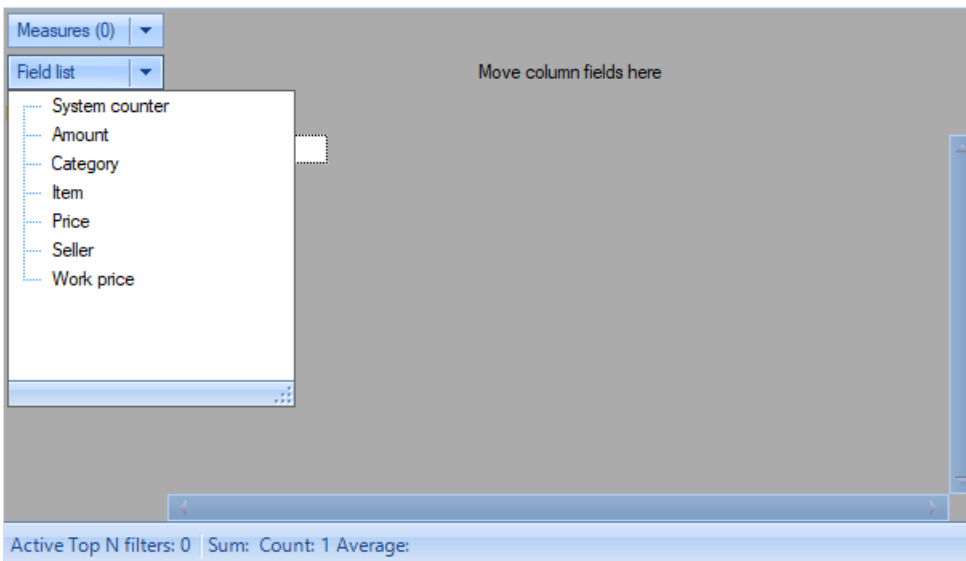 Measures (0)
Field list
Move column fields here
System counter
Amount
Category
Item
Price
Seller
Work price
Active Top N filters: 0 Sum: Count: 1 Average: